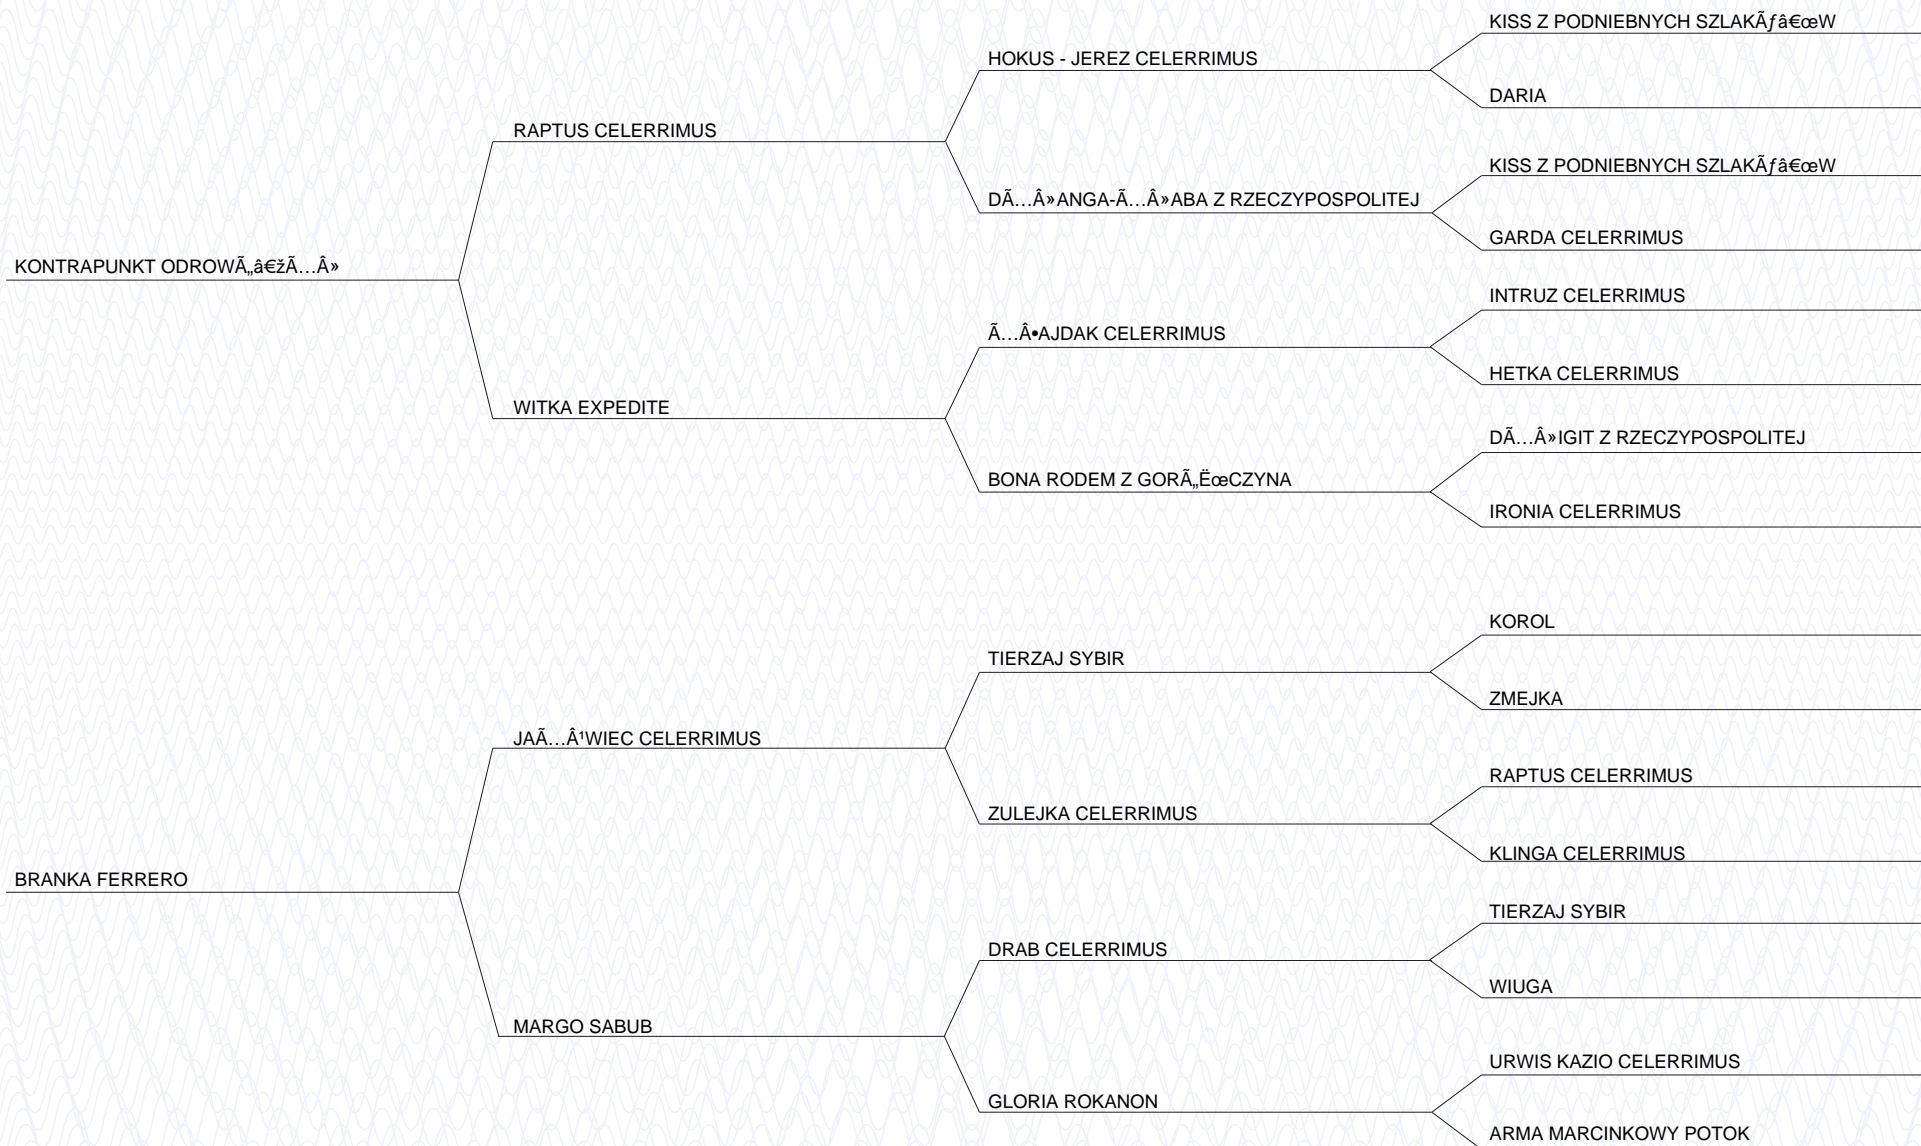 KISS Z PODNIEBNYCH SZLAKÃƒâ€œW
HOKUS - JEREZ CELERRIMUS
DARIA
RAPTUS CELERRIMUS
KISS Z PODNIEBNYCH SZLAKÃƒâ€œW
DÃ…Â»ANGA-Ã…Â»ABA Z RZECZYPOSPOLITEJ
GARDA CELERRIMUS
KONTRAPUNKT ODROWÃ„â€žÃ…Â»
INTRUZ CELERRIMUS
Ã…Â•AJDAK CELERRIMUS
HETKA CELERRIMUS
WITKA EXPEDITE
DÃ…Â»IGIT Z RZECZYPOSPOLITEJ
BONA RODEM Z GORÃ„ËœCZYNA
IRONIA CELERRIMUS
KOROL
TIERZAJ SYBIR
ZMEJKA
JAÃ…Â¹WIEC CELERRIMUS
RAPTUS CELERRIMUS
ZULEJKA CELERRIMUS
KLINGA CELERRIMUS
BRANKA FERRERO
TIERZAJ SYBIR
DRAB CELERRIMUS
WIUGA
MARGO SABUB
URWIS KAZIO CELERRIMUS
GLORIA ROKANON
ARMA MARCINKOWY POTOK